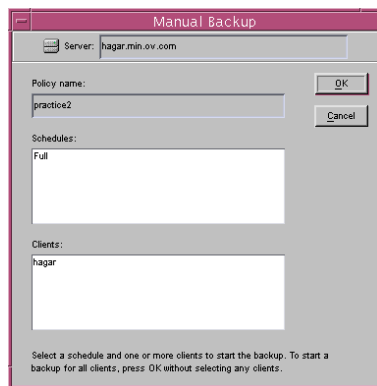 Manual Backup
Server: hagar.min.ov.com
Policy name:
practice2
OK
Cancel
Schedules:
Full
Clients:
hagar
Select a schedule and one or more clients to start the backup. To start a
backup for all clients, press OK without selecting any clients.